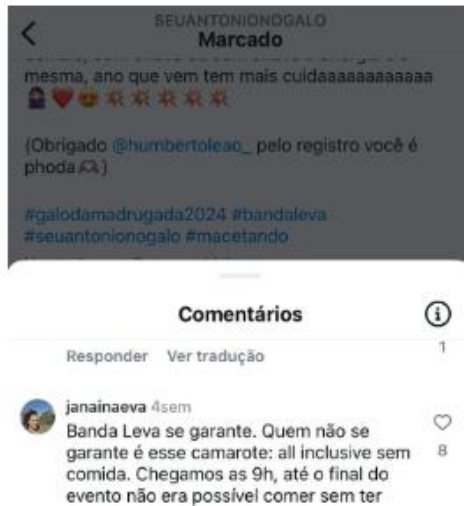 SEUANTONIONOGALO
Marcado
mesma, ano que vem tem mais cuidaaaaaaaaaaaa
🤷🏻‍♀️❤️😍💥💥💥💥💥
(Obrigado @humbertoleao_ pelo registro você é
phoda🫶🏻)
#galodamadrugada2024 #bandaleva
#seuantonionogalo #macetando
Comentários
Responder Ver tradução 1
janainaeva 4sem
Banda Leva se garante. Quem não se
garante é esse camarote: all inclusive sem 8
comida. Chegamos as 9h, até o final do
evento não era possível comer sem ter